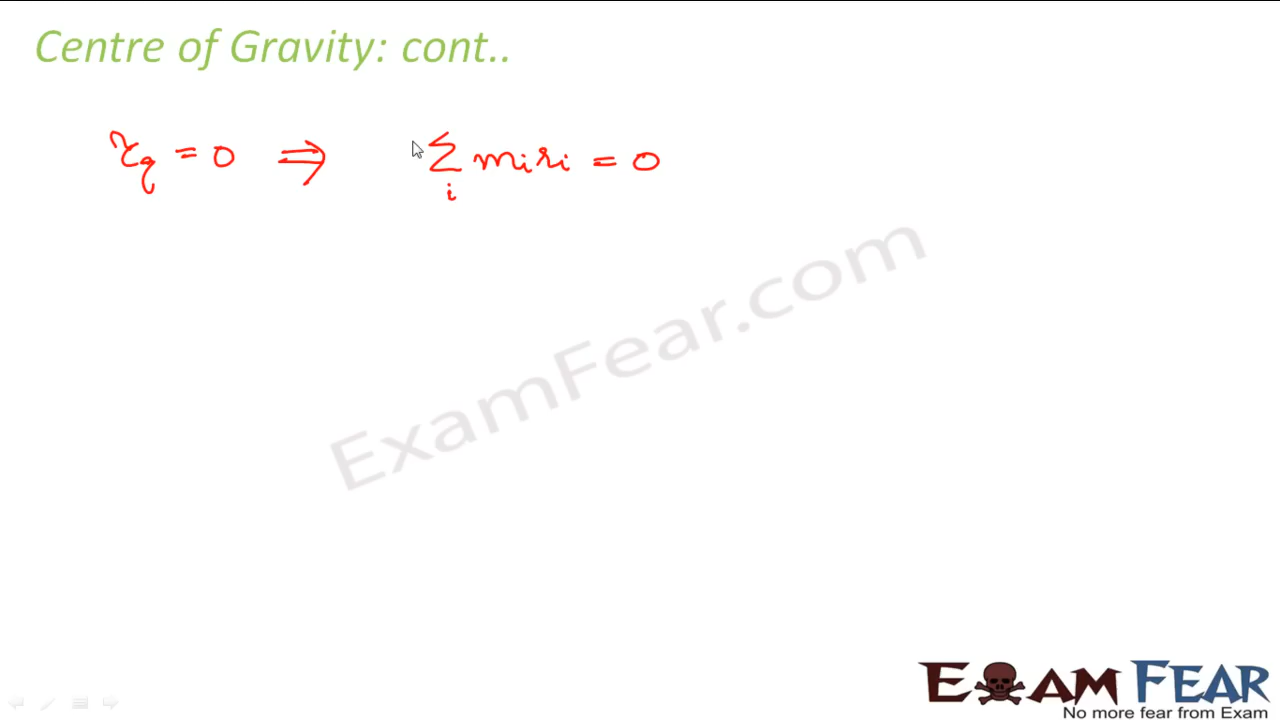 Centre of Gravity: cont..
τg = 0 ⇒ Σi miri = 0
ExamFear.com
EXAM FEAR
No more fear from Exam